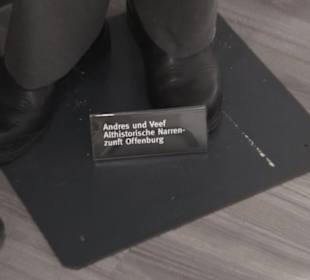 Andres und Veef
Althistorische Narren-
zunft Offenburg